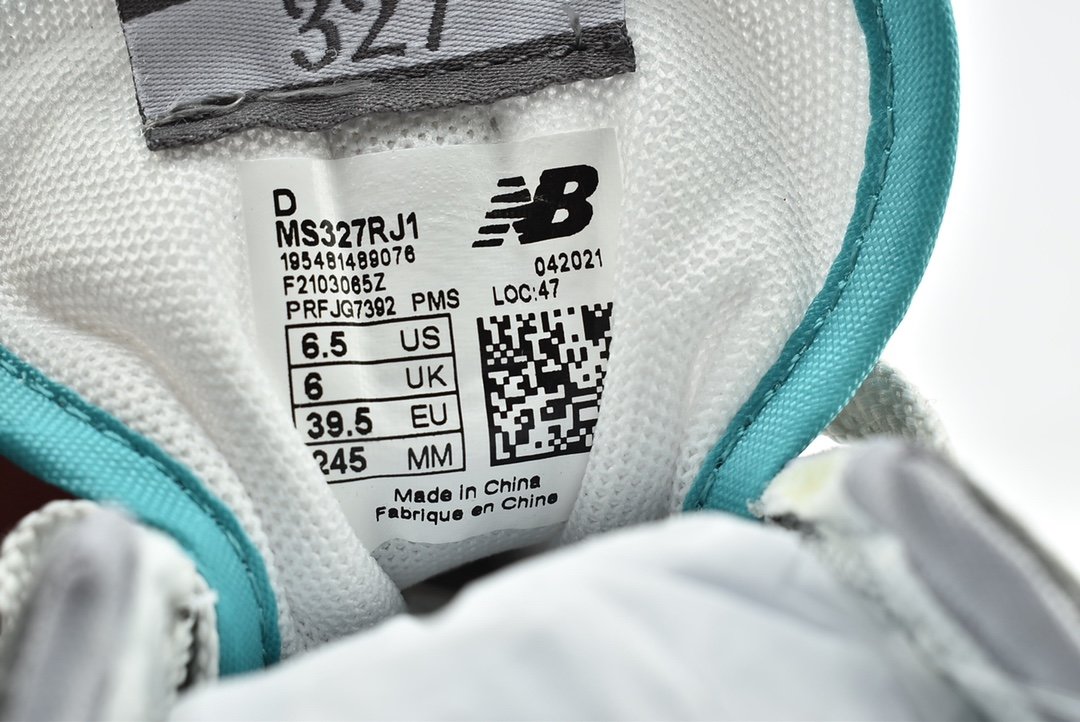 327
D
MS327RJ1
NB
195481489076
042021
F2103065Z
LOC:47
PRFJQ7392 PMS
6.5 US
6 UK
39.5 EU
245 MM
Made in China
Fabrique en Chine